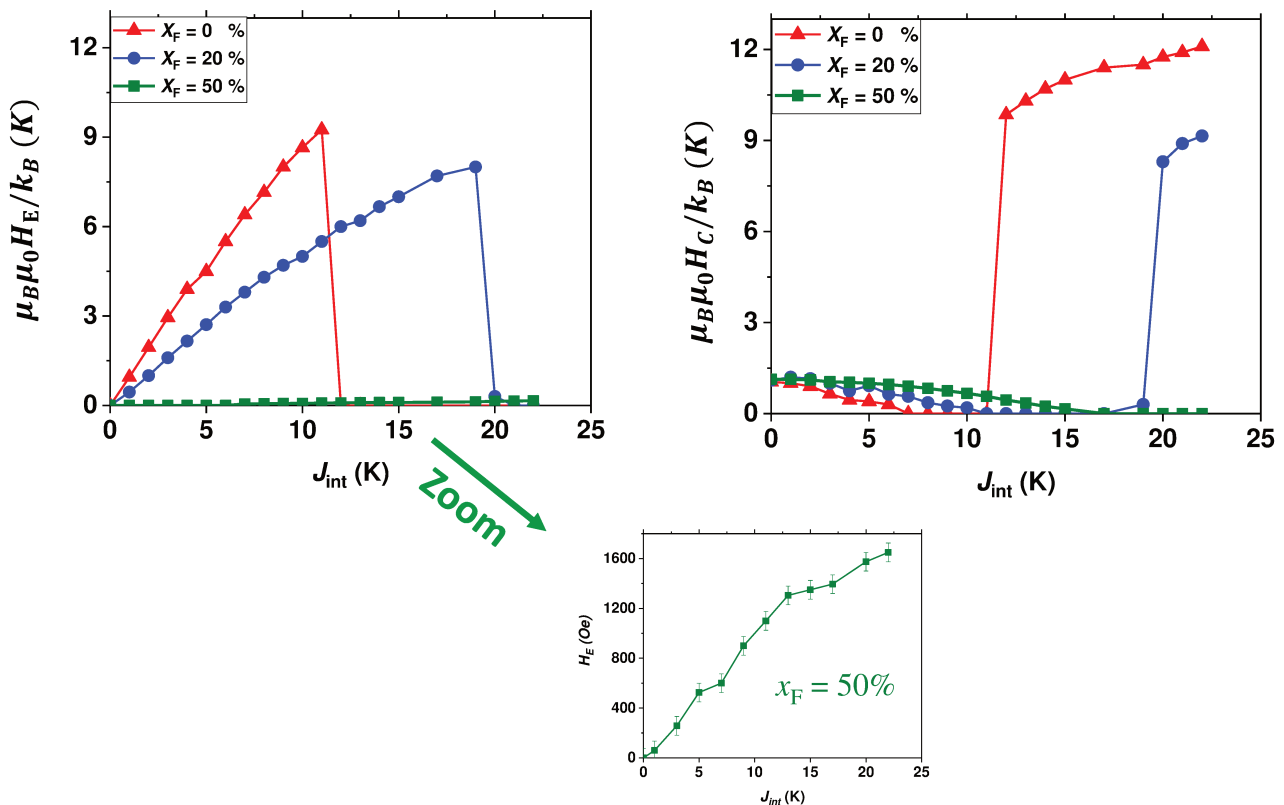 X_F = 0 %
X_F = 20 %
X_F = 50 %
12
9
6
3
0
μ_B μ_0 H_E/k_B (K)
0 5 10 15 20 25
J_int (K)
X_F = 0 %
X_F = 20 %
X_F = 50 %
12
9
6
3
0
μ_B μ_0 H_C/k_B (K)
0 5 10 15 20 25
J_int (K)
zoom
1600
1200
800
400
0
H_E (Oe)
x_F = 50%
0 5 10 15 20 25
J_int (K)